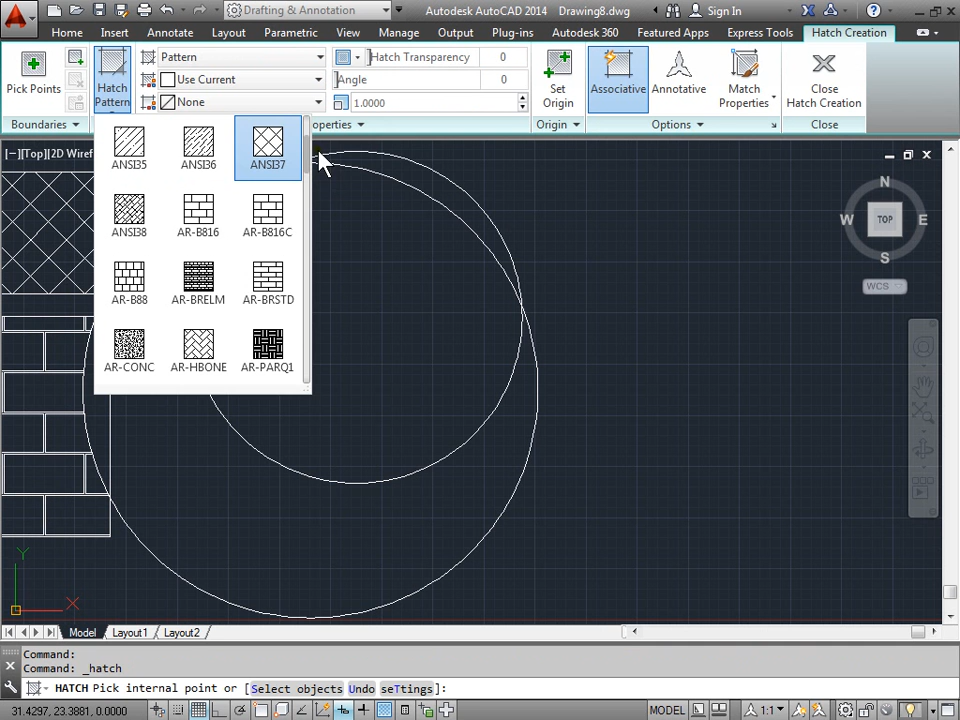 Drafting & Annotation
Autodesk AutoCAD 2014 Drawing8.dwg
Sign In
Home Insert Annotate Layout Parametric View Manage Output Plug-ins Autodesk 360 Featured Apps Express Tools Hatch Creation
Pick Points
Hatch
Pattern
Pattern
Use Current
None
Hatch Transparency 0
Angle 0
1.0000
Set
Origin
Associative
Annotative
Match
Properties
Close
Hatch Creation
Boundaries
operties
Origin
Options
Close
[−][Top][2D Wiref
ANSI35 ANSI36 ANSI37
ANSI38 AR-B816 AR-B816C
AR-B88 AR-BRELM AR-BRSTD
AR-CONC AR-HBONE AR-PARQ1
N
W TOP E
S
WCS
Y
X
Model Layout1 Layout2
Command:
Command: _hatch
HATCH Pick internal point or [Select objects Undo seTtings]:
31.4297, 23.3881, 0.0000
MODEL
1:1